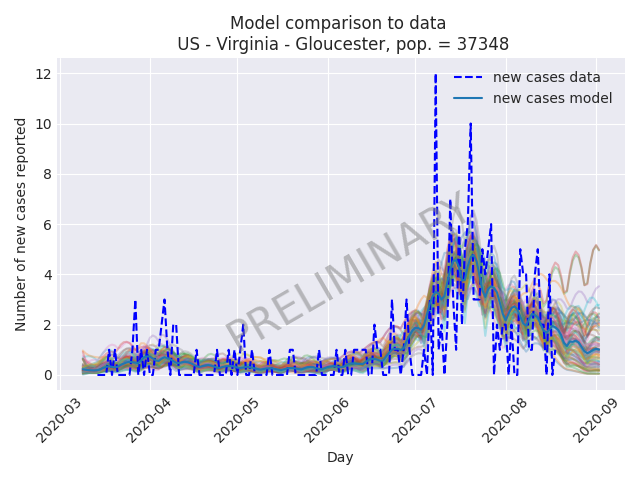 Model comparison to data
US - Virginia - Gloucester, pop. = 37348
Number of new cases reported
12
10
8
6
4
2
0
new cases data
new cases model
PRELIMINARY
2020-03
2020-04
2020-05
2020-06
2020-07
2020-08
2020-09
Day